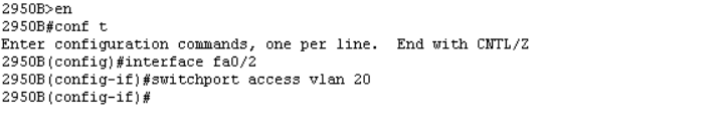 2950B>en
2950B#conf t
Enter configuration commands, one per line.  End with CNTL/Z
2950B(config)#interface fa0/2
2950B(config-if)#switchport access vlan 20
2950B(config-if)#